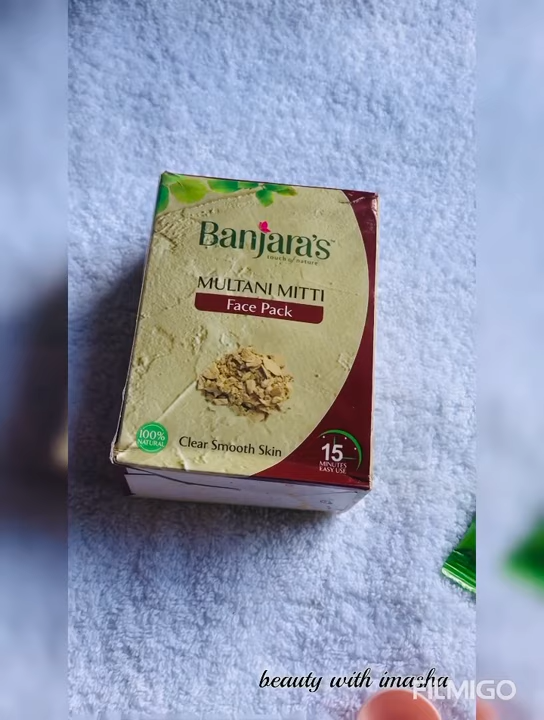 Banjara's
touch of nature
MULTANI MITTI
Face Pack
100%
NATURAL
Clear Smooth Skin
15
MINUTES
EASY USE
beauty with imasha
FILMIGO